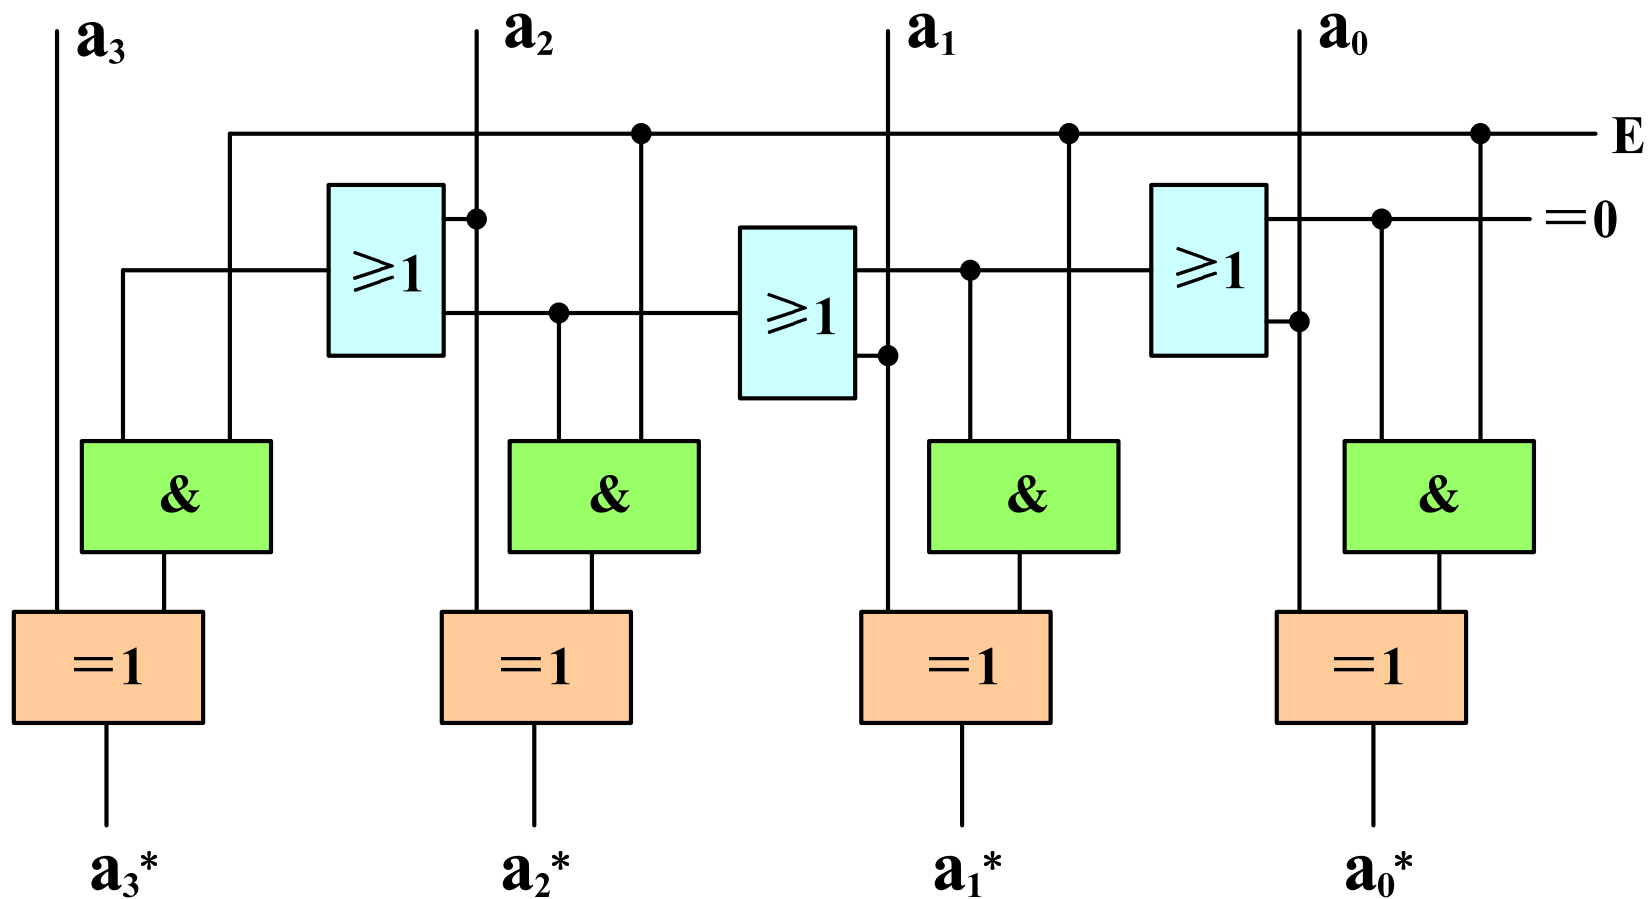 a₃ a₂ a₁ a₀
E
=0
≥1 ≥1 ≥1
& & & &
=1 =1 =1 =1
a₃* a₂* a₁* a₀*